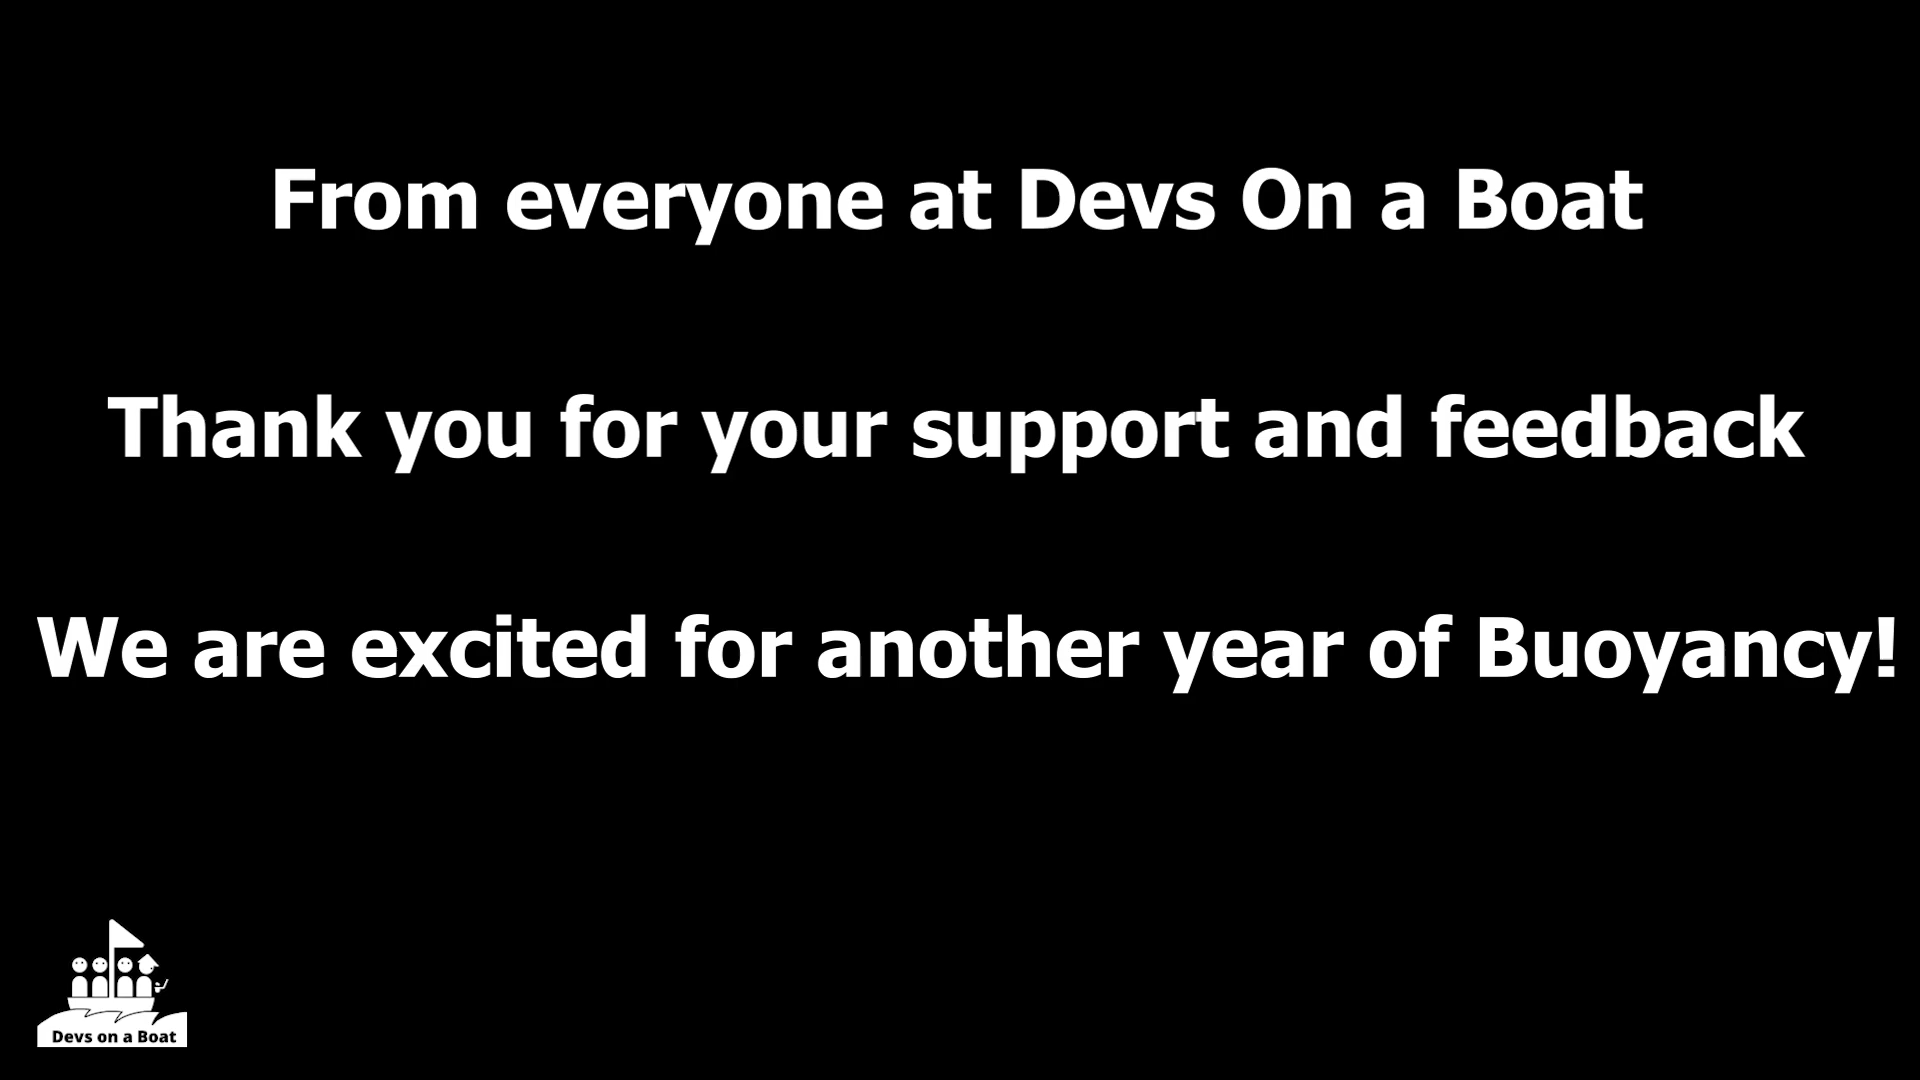 From everyone at Devs On a Boat
Thank you for your support and feedback
We are excited for another year of Buoyancy!
Devs on a Boat